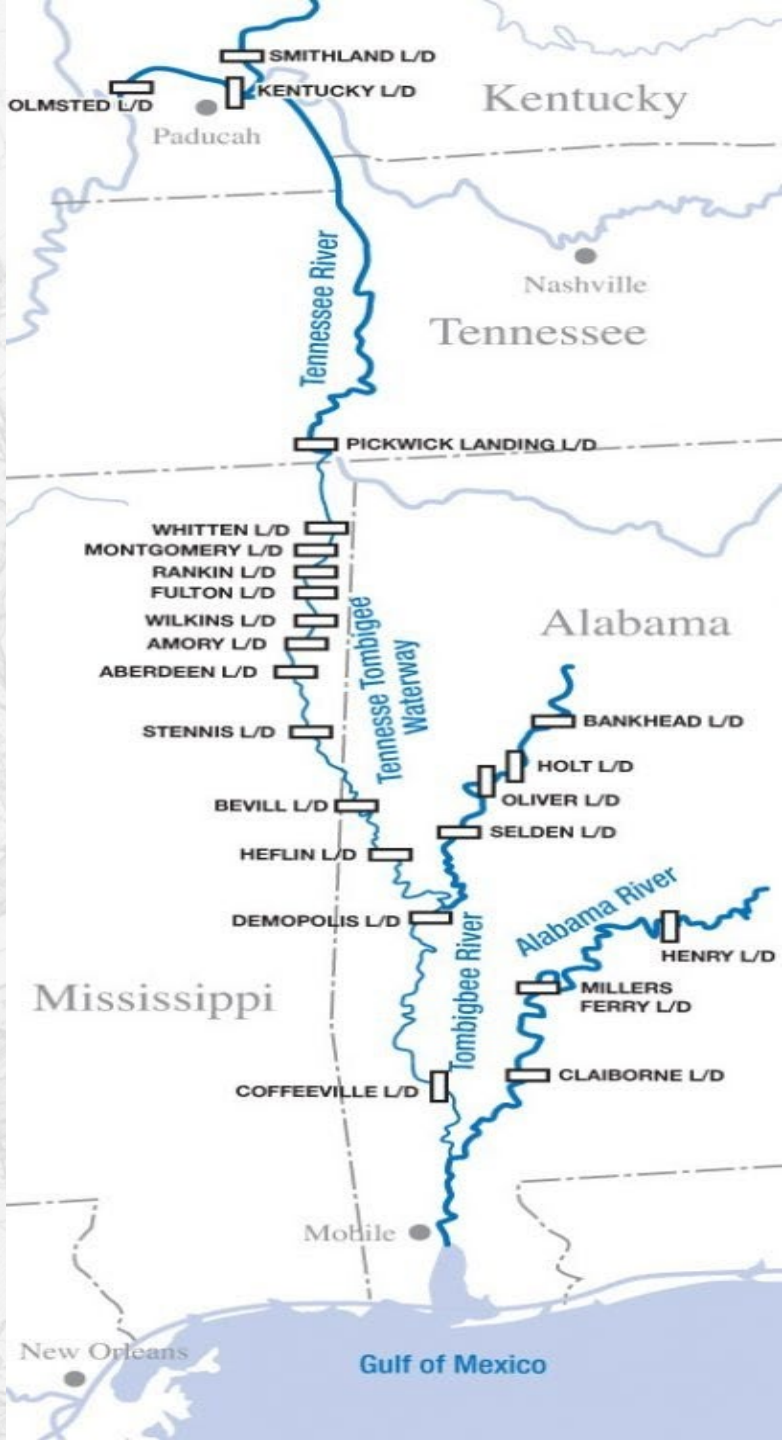 SMITHLAND L/D
KENTUCKY L/D
OLMSTED L/D
Kentucky
Paducah
Tennessee River
Nashville
Tennessee
PICKWICK LANDING L/D
WHITTEN L/D
MONTGOMERY L/D
RANKIN L/D
FULTON L/D
WILKINS L/D
AMORY L/D
ABERDEEN L/D
Tennesse Tombigee
Waterway
Alabama
STENNIS L/D
BANKHEAD L/D
HOLT L/D
OLIVER L/D
BEVILL L/D
SELDEN L/D
HEFLIN L/D
DEMOPOLIS L/D
Tombigbee River
Alabama River
HENRY L/D
Mississippi
MILLERS
FERRY L/D
CLAIBORNE L/D
COFFEEVILLE L/D
Mobile
New Orleans
Gulf of Mexico